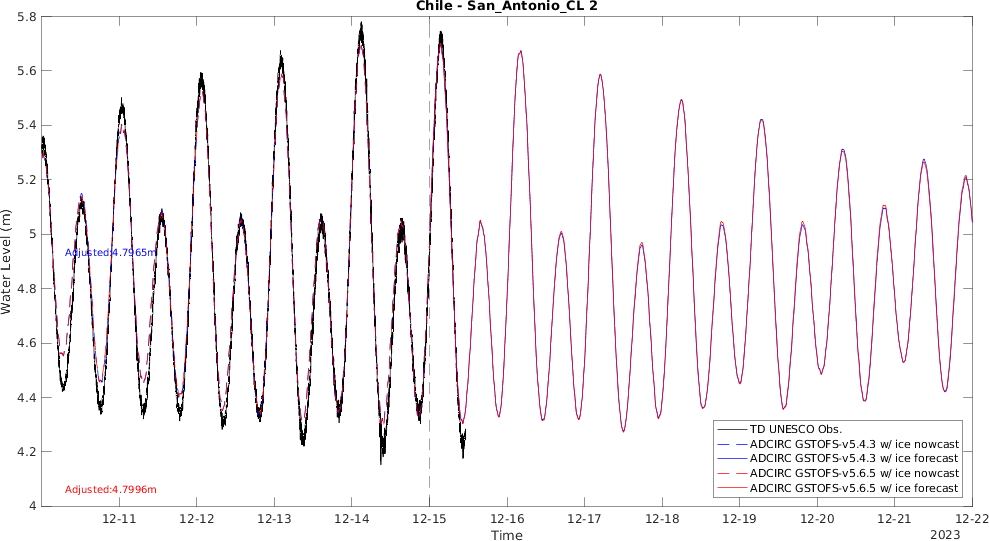 Chile - San_Antonio_CL 2
5.8
5.6
5.4
5.2
5
4.8
4.6
4.4
4.2
4
Water Level (m)
Adjusted:4.7965m
Adjusted:4.7996m
TD UNESCO Obs.
ADCIRC GSTOFS-v5.4.3 w/ ice nowcast
ADCIRC GSTOFS-v5.4.3 w/ ice forecast
ADCIRC GSTOFS-v5.6.5 w/ ice nowcast
ADCIRC GSTOFS-v5.6.5 w/ ice forecast
12-11 12-12 12-13 12-14 12-15 12-16 12-17 12-18 12-19 12-20 12-21 12-22
Time
2023